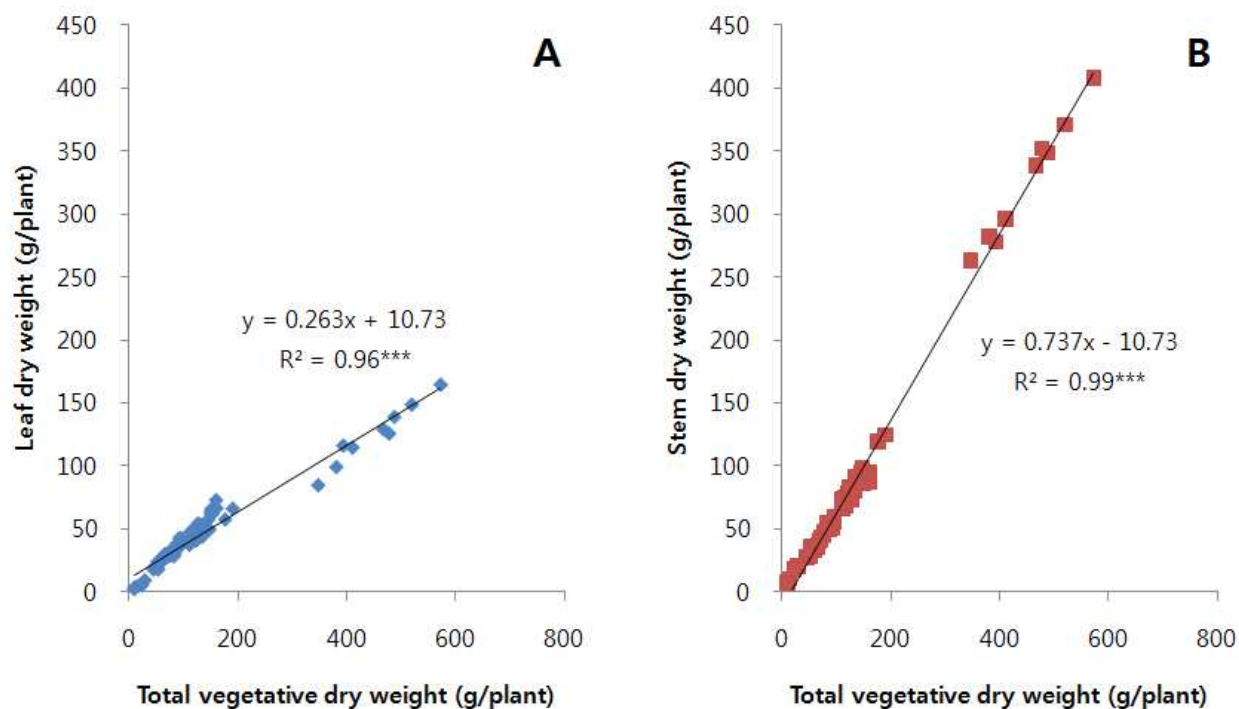 A
Leaf dry weight (g/plant)
450
400
350
300
250
200
150
100
50
0
y = 0.263x + 10.73
R² = 0.96***
0 200 400 600 800
Total vegetative dry weight (g/plant)
B
Stem dry weight (g/plant)
450
400
350
300
250
200
150
100
50
0
y = 0.737x - 10.73
R² = 0.99***
0 200 400 600 800
Total vegetative dry weight (g/plant)